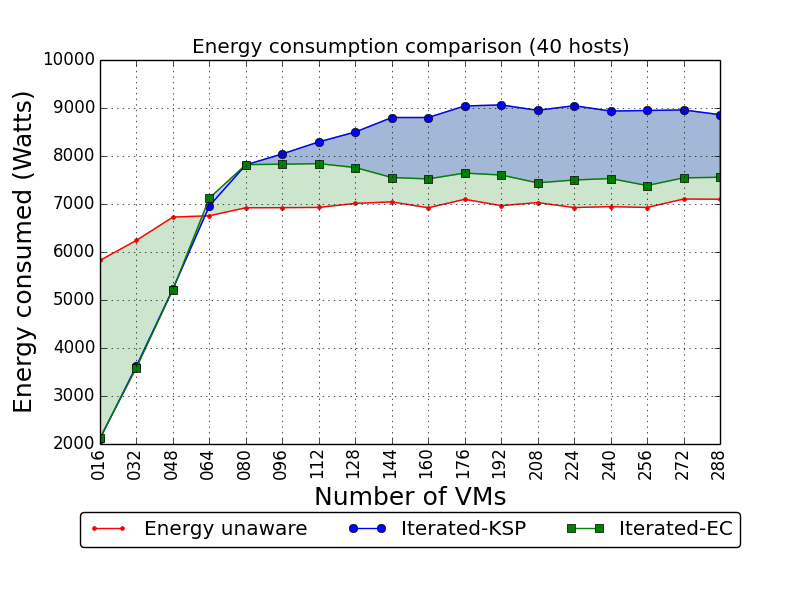 Energy consumption comparison (40 hosts)
10000
9000
8000
7000
6000
5000
4000
3000
2000
Energy consumed (Watts)
016 032 048 064 080 096 112 128 144 160 176 192 208 224 240 256 272 288
Number of VMs
Energy unaware Iterated-KSP Iterated-EC